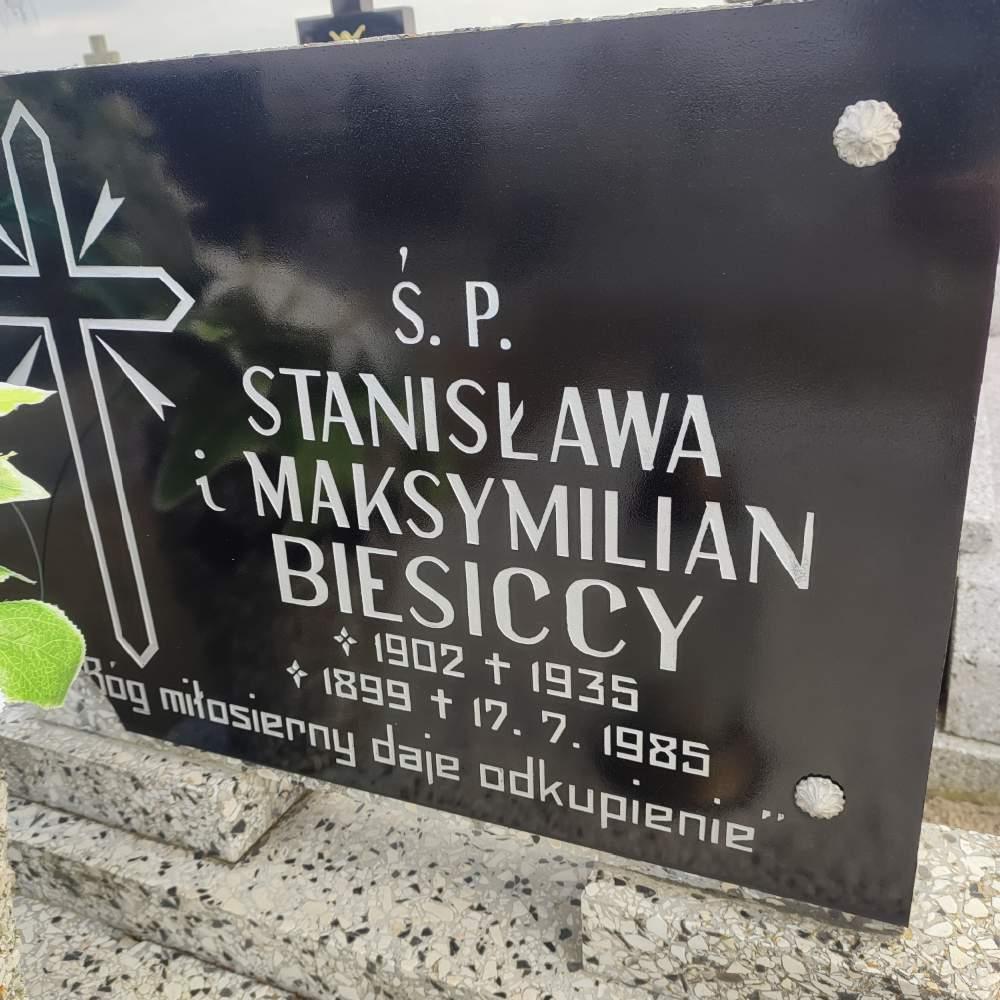 Ś. P.
STANISŁAWA
i MAKSYMILIAN
BIESICCY
1902 † 1935
1899 † 17. 7. 1985
Bóg miłosierny daje odkupienie”